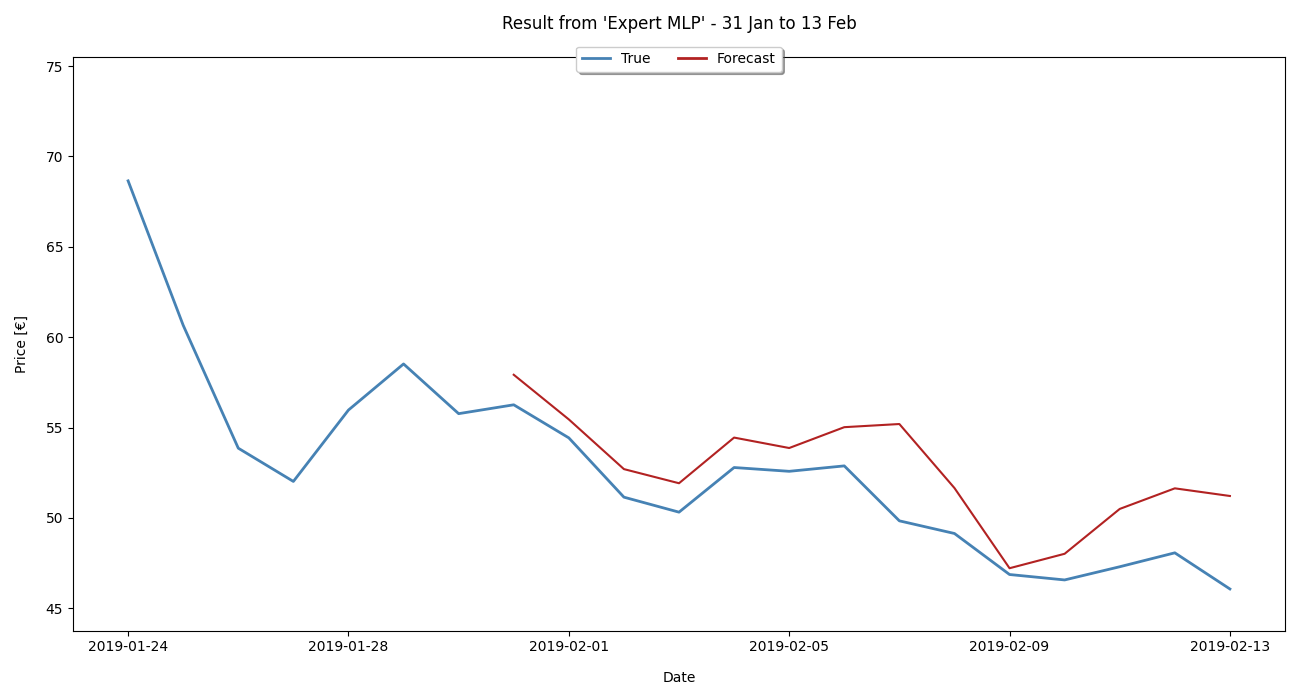 Result from 'Expert MLP' - 31 Jan to 13 Feb
True Forecast
75
70
65
60
55
50
45
Price [€]
2019-01-24 2019-01-28 2019-02-01 2019-02-05 2019-02-09 2019-02-13
Date